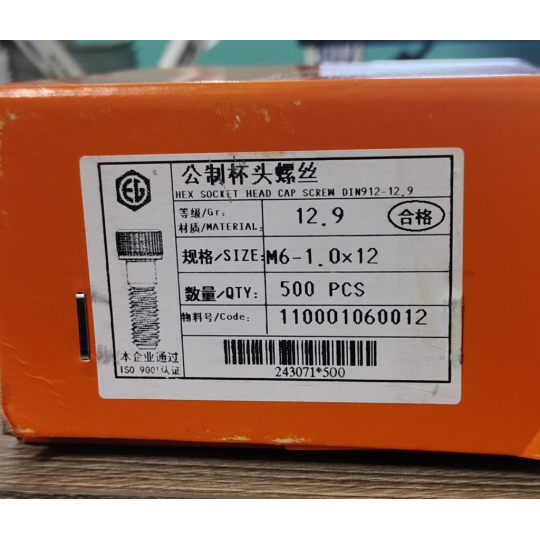 公制杯头螺丝
HEX SOCKET HEAD CAP SCREW DIN912-12.9
等级/Gr:
材质/MATERIAL:
12.9
合格
规格/SIZE: M6-1.0×12
数量/QTY: 500 PCS
物料号/Code: 110001060012
本企业通过
ISO 9001认证
243071*500